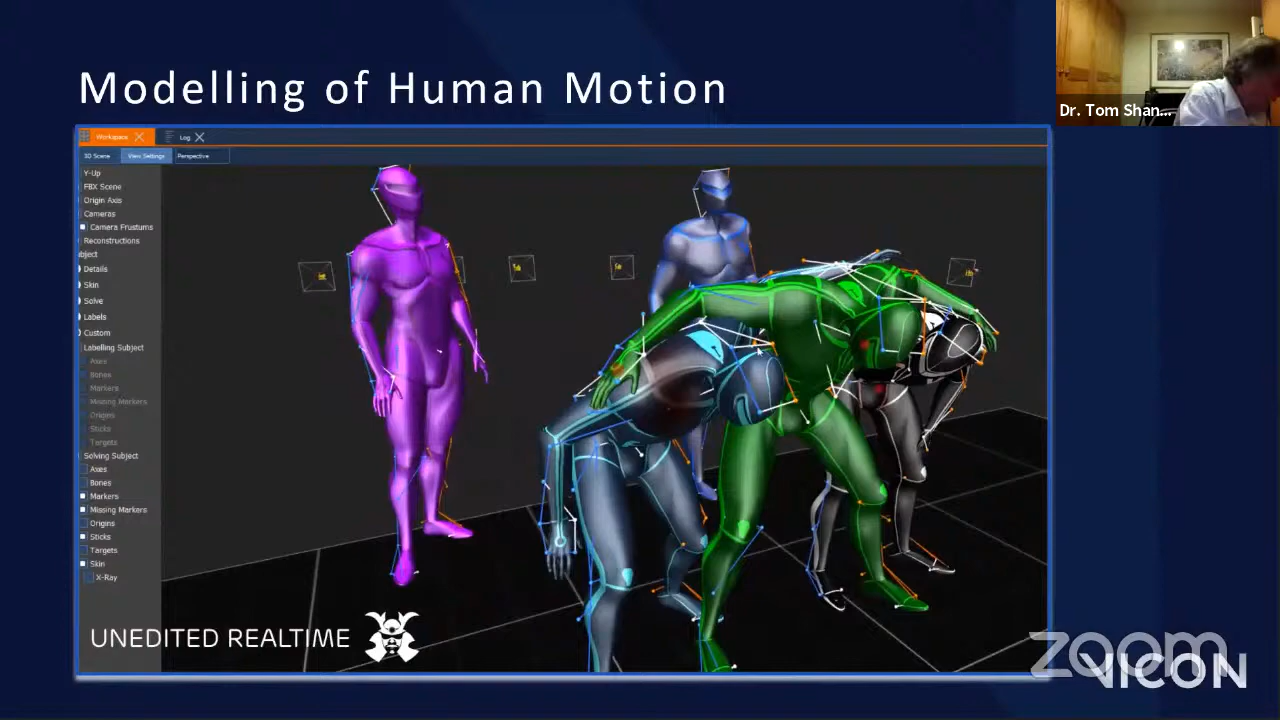 Modelling of Human Motion
Dr. Tom Shan...
Workspace
Log
3D Scene
View Settings
Perspective
Y-Up
FBX Scene
Origin Axis
Cameras
Camera Frustums
Reconstructions
bject
Details
Skin
Solve
Labels
Custom
Labelling Subject
Axes
Bones
Markers
Missing Markers
Origins
Sticks
Targets
Solving Subject
Axes
Bones
Markers
Missing Markers
Origins
Sticks
Targets
Skin
X-Ray
UNEDITED REALTIME
zoom
VICON